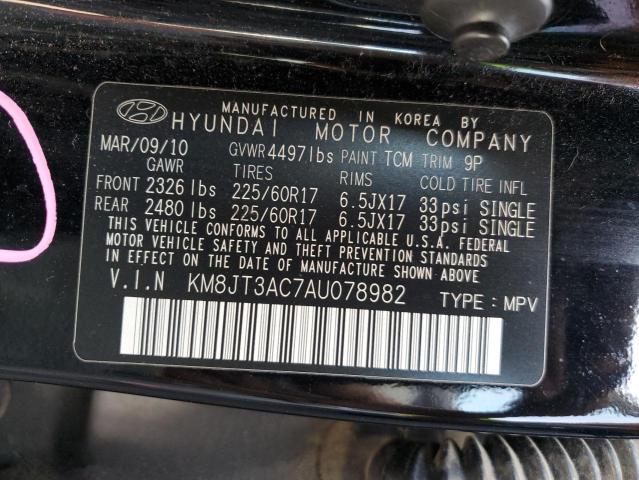 MANUFACTURED IN KOREA BY
HYUNDAI MOTOR COMPANY
MAR/09/10 GVWR 4497lbs PAINT TCM TRIM 9P
GAWR TIRES RIMS COLD TIRE INFL
FRONT 2326 lbs 225/60R17 6.5JX17 33psi SINGLE
REAR 2480 lbs 225/60R17 6.5JX17 33psi SINGLE
THIS VEHICLE CONFORMS TO ALL APPLICABLE U.S.A. FEDERAL
MOTOR VEHICLE SAFETY AND THEFT PREVENTION STANDARDS
IN EFFECT ON THE DATE OF MANUFACTURE SHOWN ABOVE.
V.I.N KM8JT3AC7AU078982 TYPE : MPV